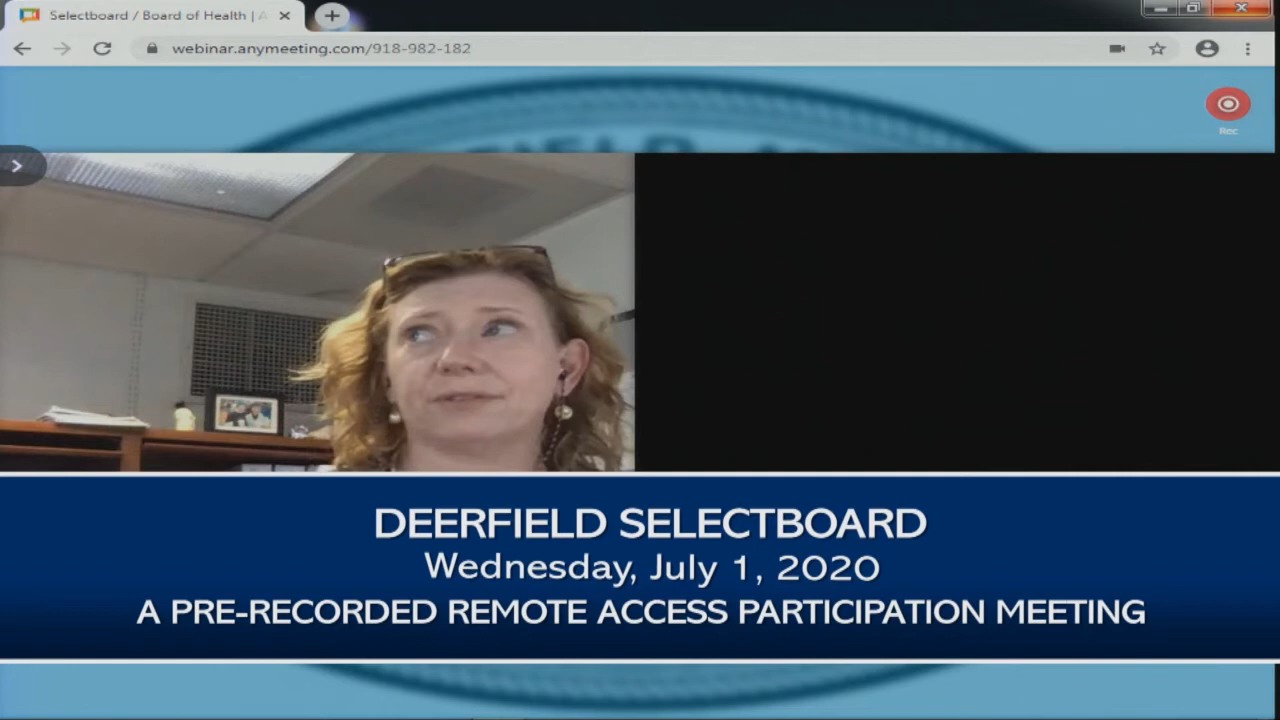 Selectboard / Board of Health | A
webinar.anymeeting.com/918-982-182
Rec
DEERFIELD SELECTBOARD
Wednesday, July 1, 2020
A PRE-RECORDED REMOTE ACCESS PARTICIPATION MEETING